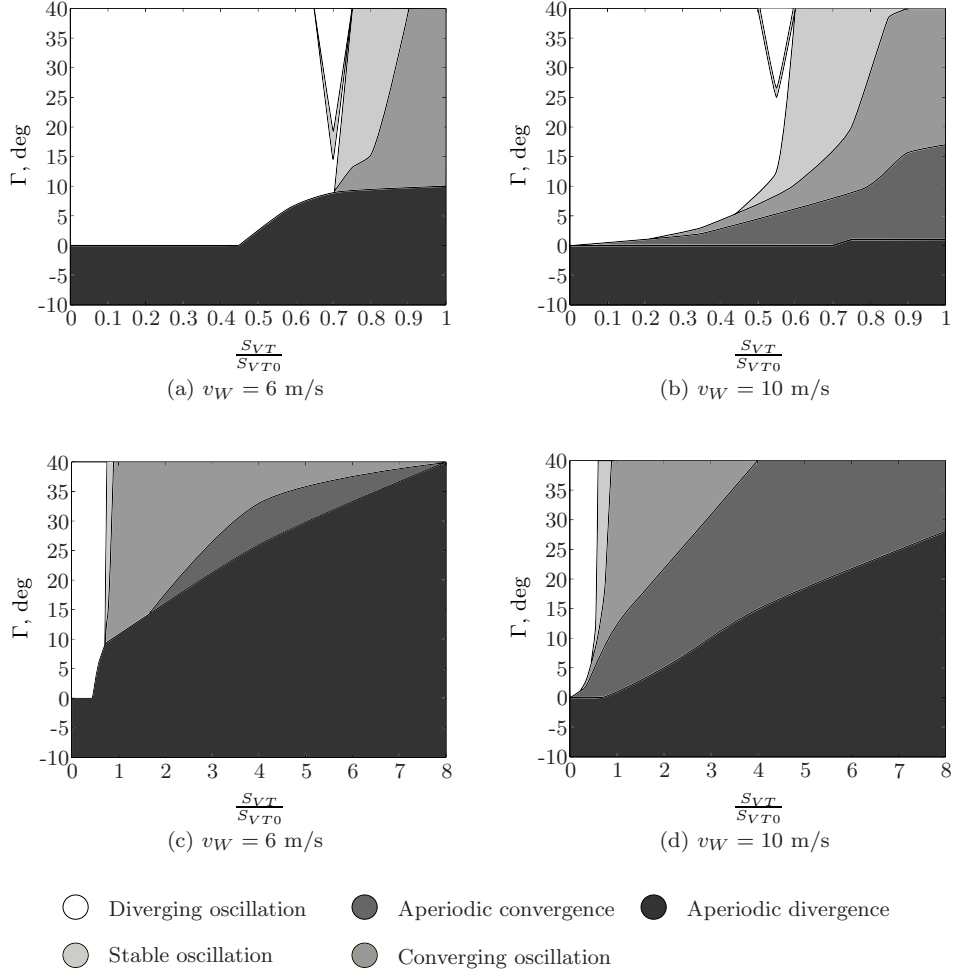 40
35
30
25
20
15
10
5
0
-5
-10
Γ, deg
0 0.1 0.2 0.3 0.4 0.5 0.6 0.7 0.8 0.9 1
S_VT
S_VT0
(a) v_W = 6 m/s
40
35
30
25
20
15
10
5
0
-5
-10
Γ, deg
0 0.1 0.2 0.3 0.4 0.5 0.6 0.7 0.8 0.9 1
S_VT
S_VT0
(b) v_W = 10 m/s
40
35
30
25
20
15
10
5
0
-5
-10
Γ, deg
0 1 2 3 4 5 6 7 8
S_VT
S_VT0
(c) v_W = 6 m/s
40
35
30
25
20
15
10
5
0
-5
-10
Γ, deg
0 1 2 3 4 5 6 7 8
S_VT
S_VT0
(d) v_W = 10 m/s
Diverging oscillation
Aperiodic convergence
Aperiodic divergence
Stable oscillation
Converging oscillation